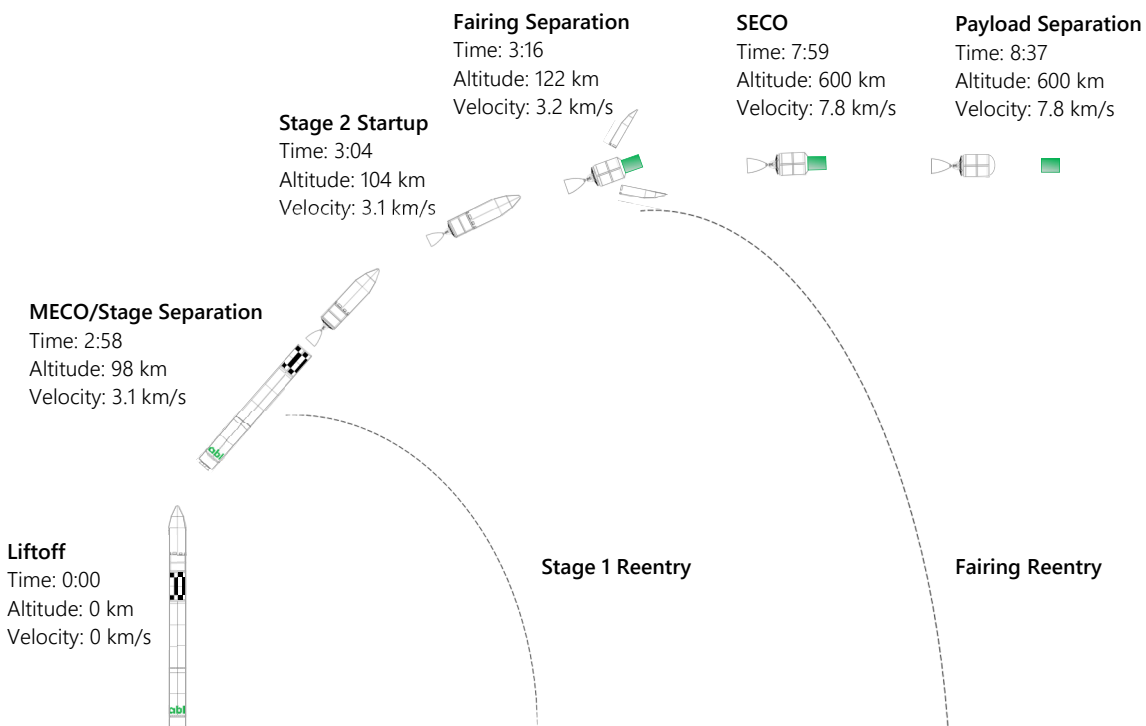 Fairing Separation
Time: 3:16
Altitude: 122 km
Velocity: 3.2 km/s
SECO
Time: 7:59
Altitude: 600 km
Velocity: 7.8 km/s
Payload Separation
Time: 8:37
Altitude: 600 km
Velocity: 7.8 km/s
Stage 2 Startup
Time: 3:04
Altitude: 104 km
Velocity: 3.1 km/s
MECO/Stage Separation
Time: 2:58
Altitude: 98 km
Velocity: 3.1 km/s
abl
Liftoff
Time: 0:00
Altitude: 0 km
Velocity: 0 km/s
abl
Stage 1 Reentry
Fairing Reentry